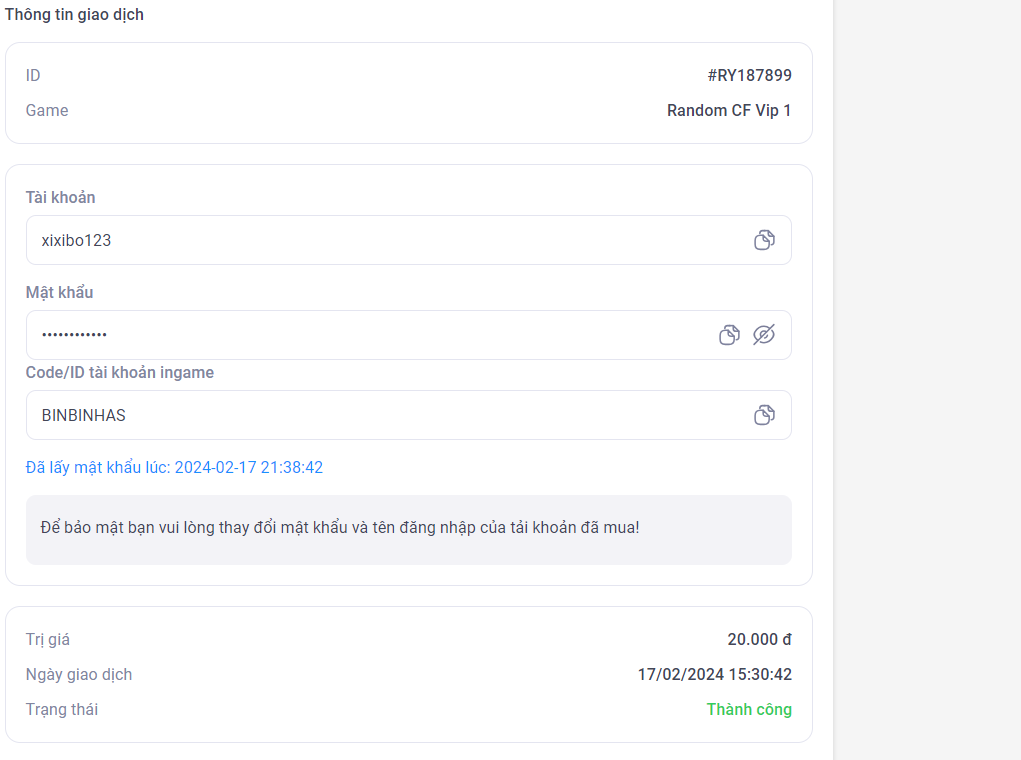 Thông tin giao dịch
ID #RY187899
Game Random CF Vip 1
Tài khoản
xixibo123
Mật khẩu
••••••••••••
Code/ID tài khoản ingame
BINBINHAS
Đã lấy mật khẩu lúc: 2024-02-17 21:38:42
Để bảo mật bạn vui lòng thay đổi mật khẩu và tên đăng nhập của tải khoản đã mua!
Trị giá 20.000 đ
Ngày giao dịch 17/02/2024 15:30:42
Trạng thái Thành công